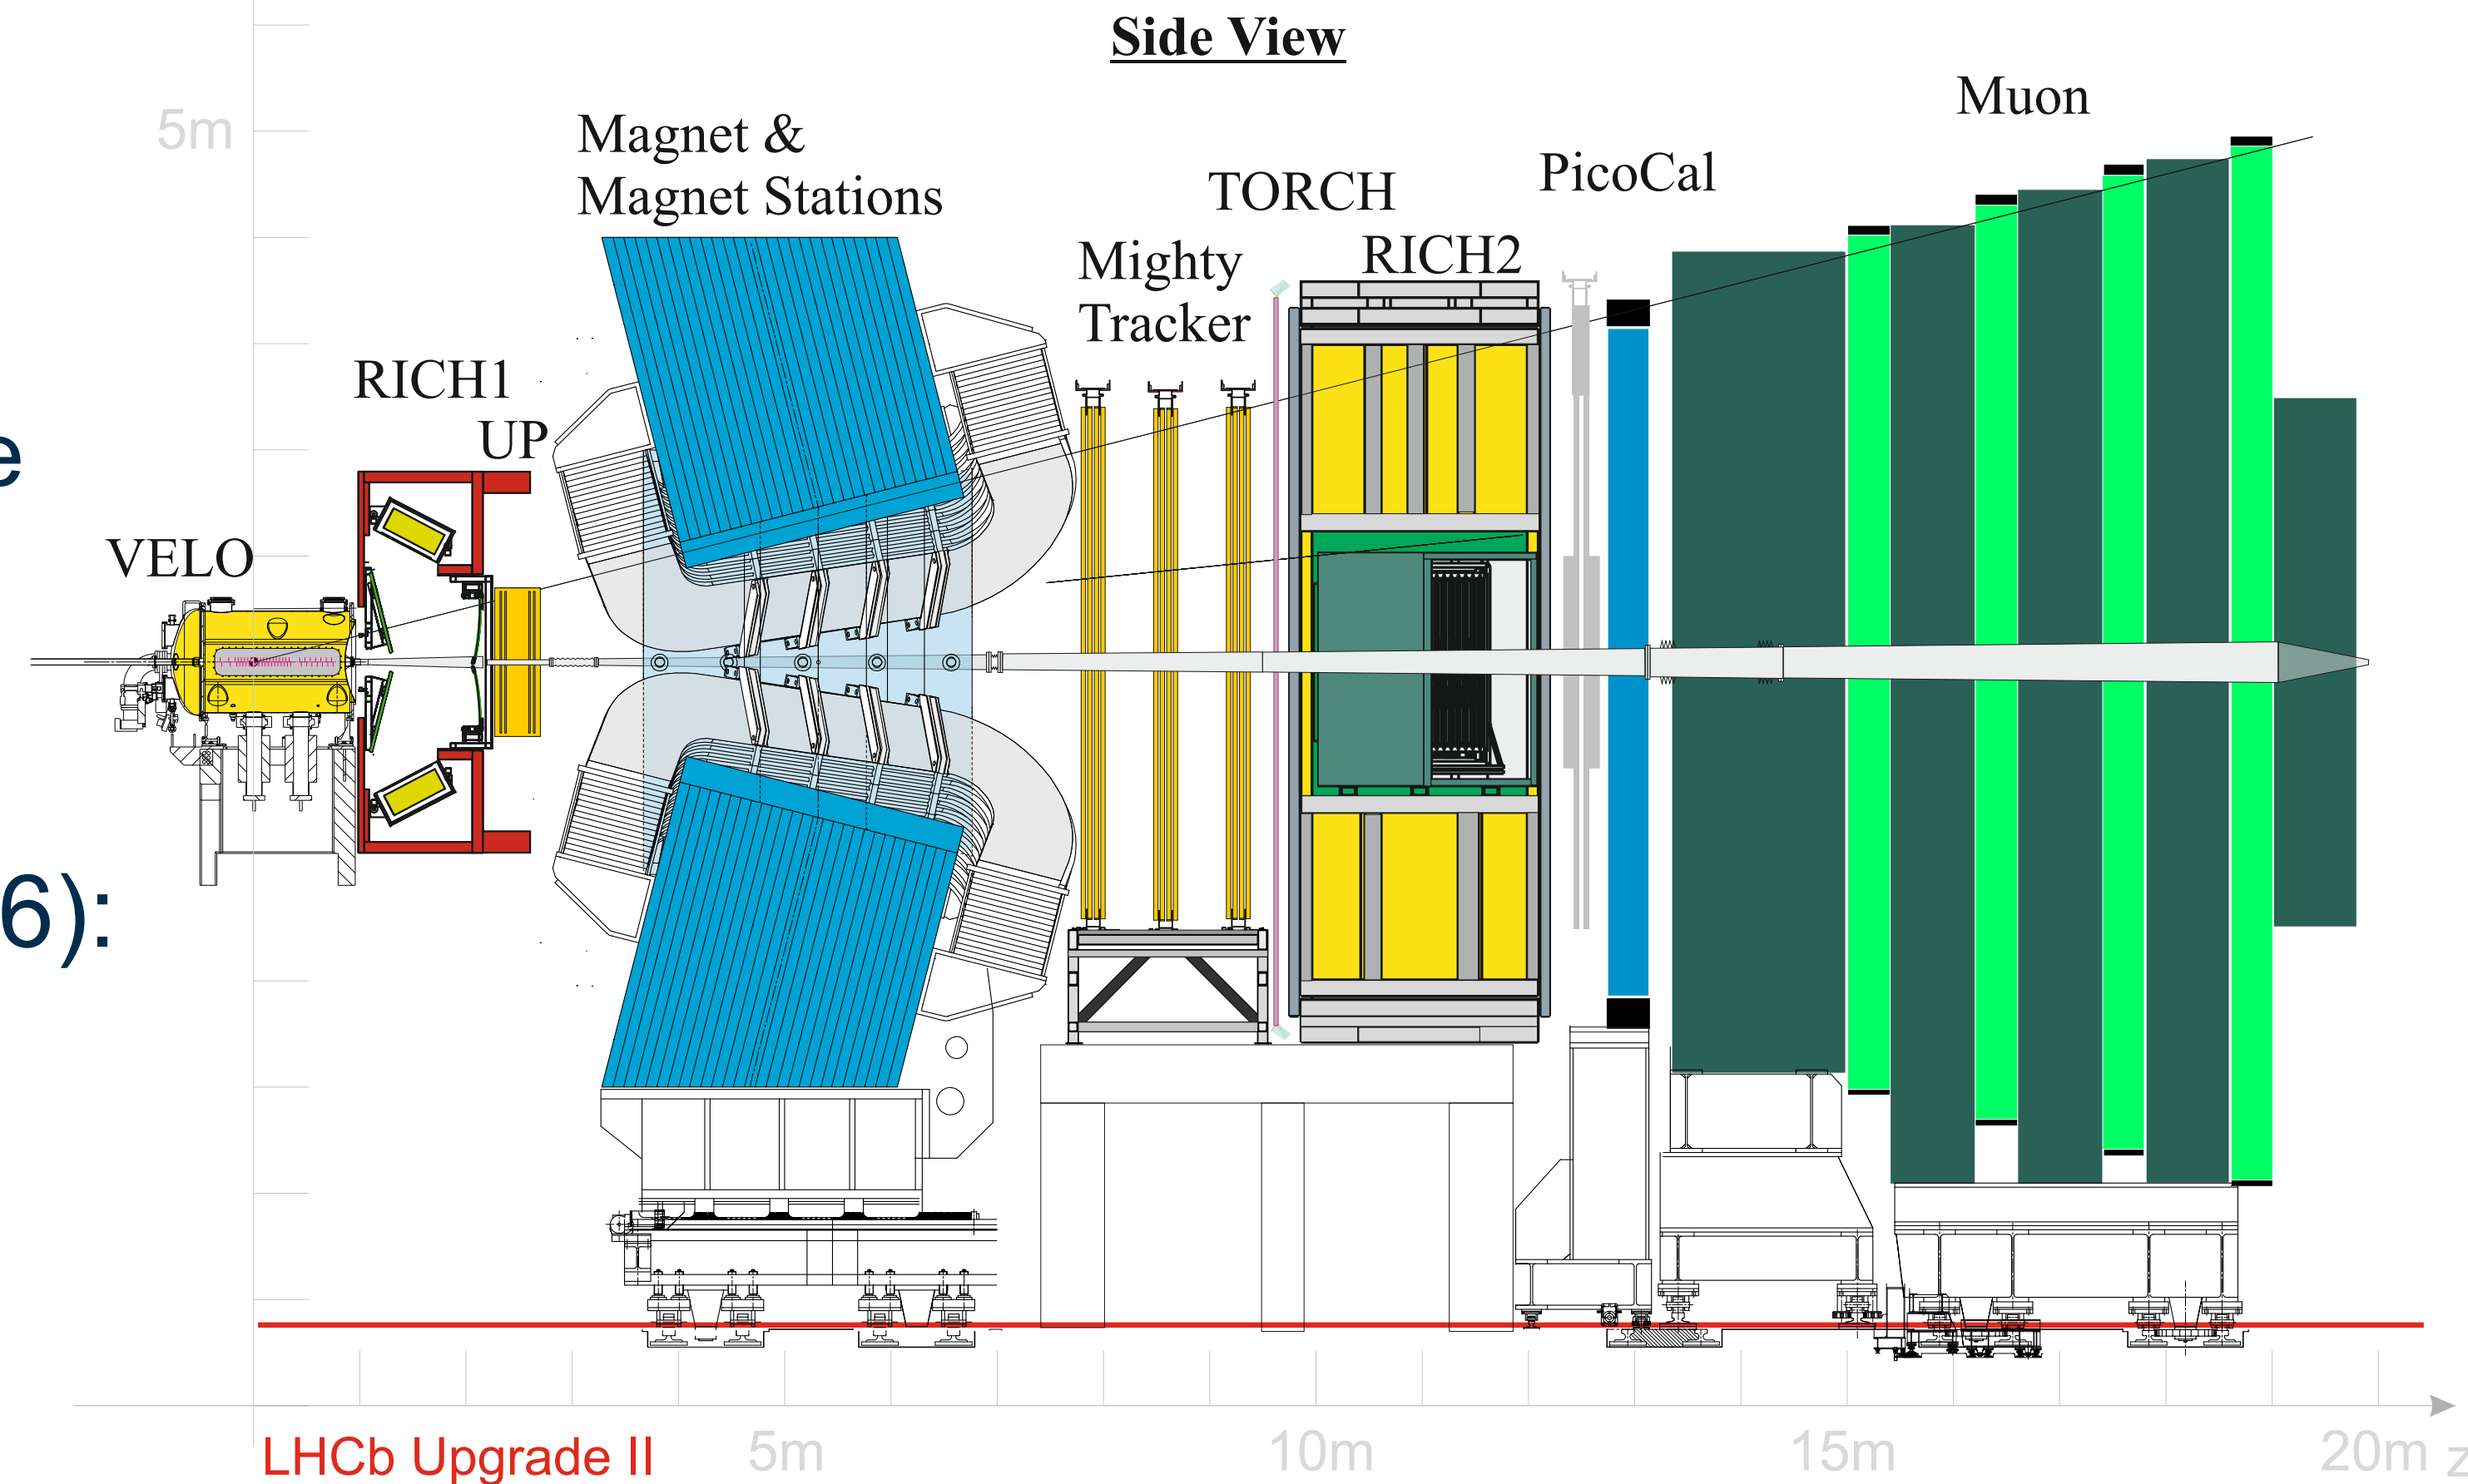 Side View
Muon
5m
Magnet &
Magnet Stations
PicoCal
TORCH
RICH2
Mighty
Tracker
RICH1
UP
e
VELO
6):
LHCb Upgrade II
5m
10m
15m
20m
z